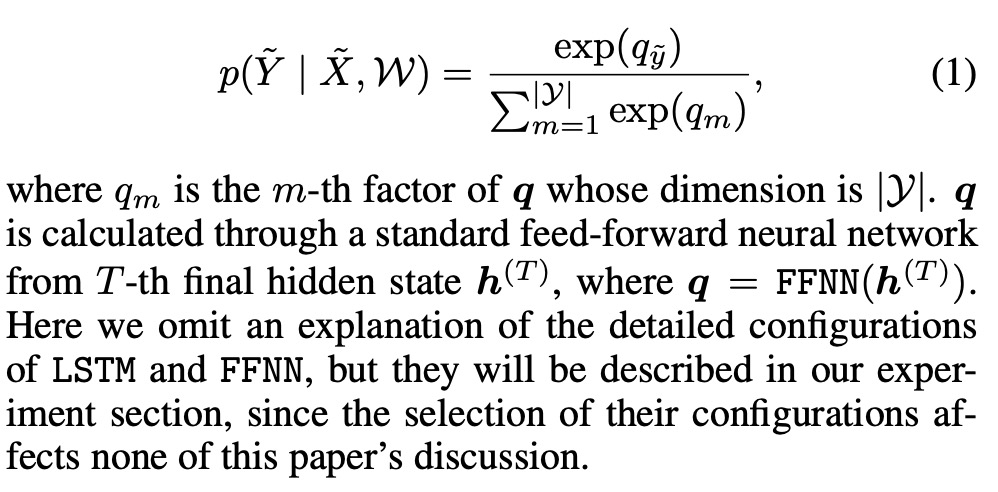 p(Ỹ | X̃, 𝒲) = exp(q_ỹ) / ∑_{m=1}^{|𝒴|} exp(q_m), (1)
where q_m is the m-th factor of q whose dimension is |𝒴|. q
is calculated through a standard feed-forward neural network
from T-th final hidden state h^(T), where q = FFNN(h^(T)).
Here we omit an explanation of the detailed configurations
of LSTM and FFNN, but they will be described in our exper-
iment section, since the selection of their configurations af-
fects none of this paper's discussion.